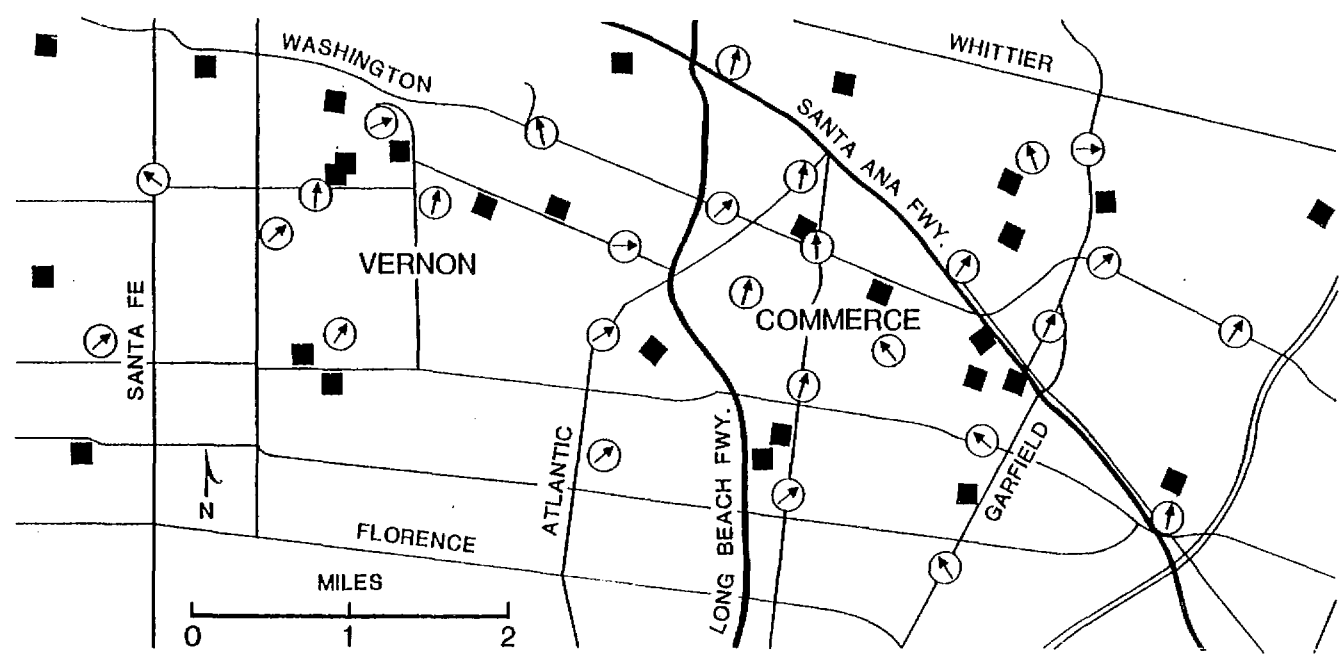 WASHINGTON
WHITTIER
SANTA ANA FWY.
VERNON
COMMERCE
SANTA FE
ATLANTIC
LONG BEACH FWY.
GARFIELD
N
FLORENCE
MILES
0 1 2